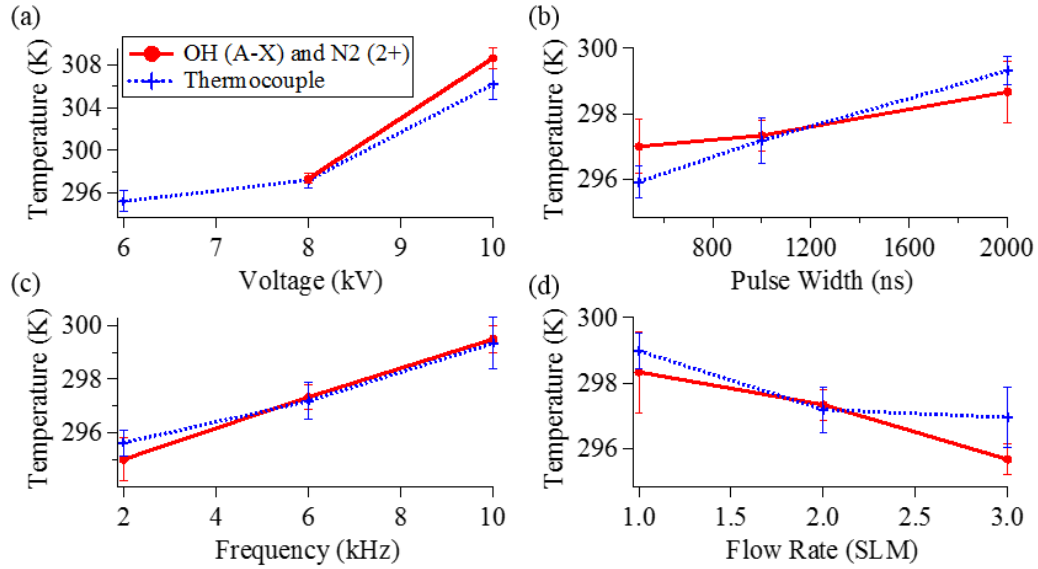 (a)
Temperature (K)
308
304
300
296
OH (A-X) and N2 (2+)
Thermocouple
6
7
8
9
10
Voltage (kV)
(b)
Temperature (K)
300
298
296
800
1200
1600
2000
Pulse Width (ns)
(c)
Temperature (K)
300
298
296
2
4
6
8
10
Frequency (kHz)
(d)
Temperature (K)
300
298
296
1.0
1.5
2.0
2.5
3.0
Flow Rate (SLM)